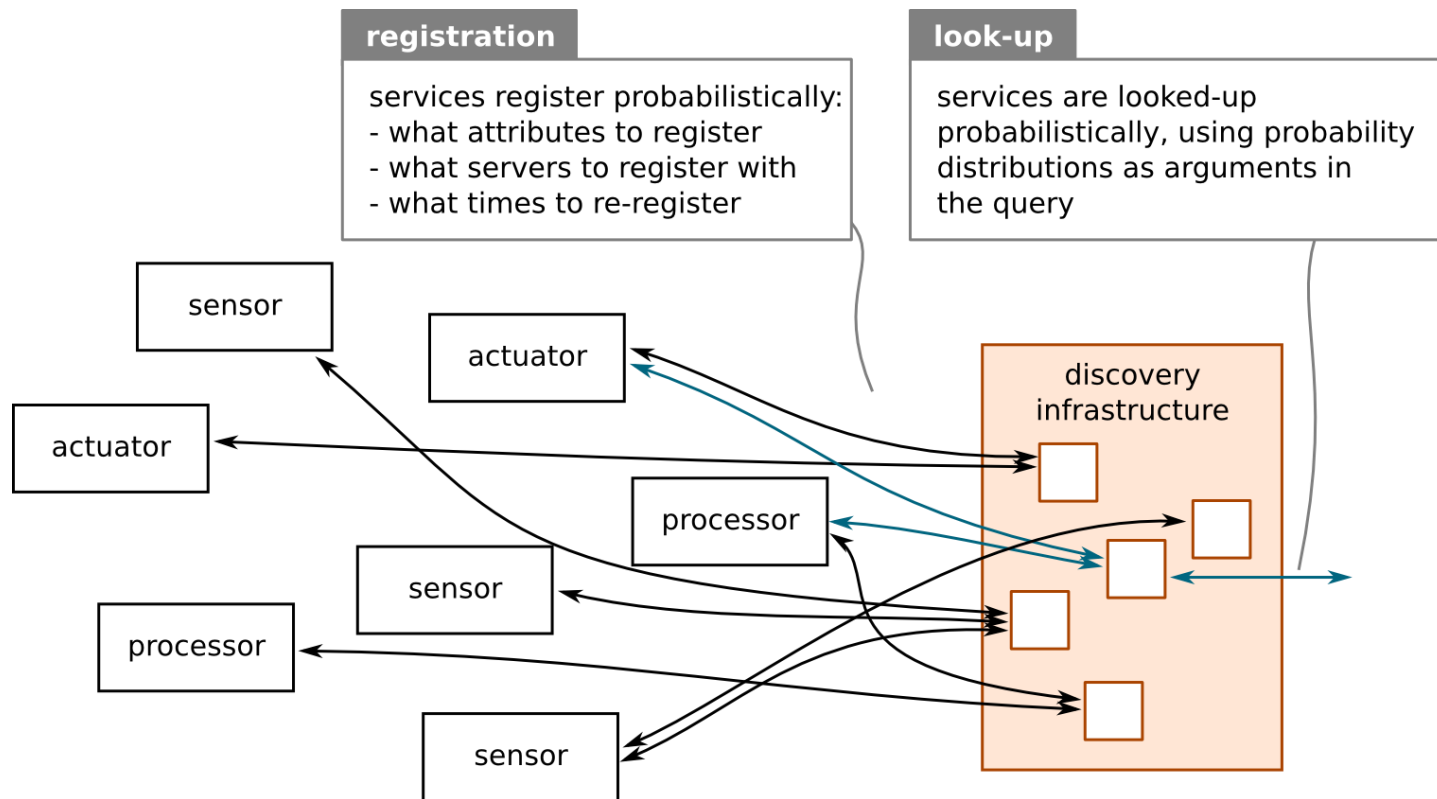 registration
services register probabilistically:
- what attributes to register
- what servers to register with
- what times to re-register
look-up
services are looked-up
probabilistically, using probability
distributions as arguments in
the query
sensor
actuator
actuator
discovery
infrastructure
processor
sensor
processor
sensor